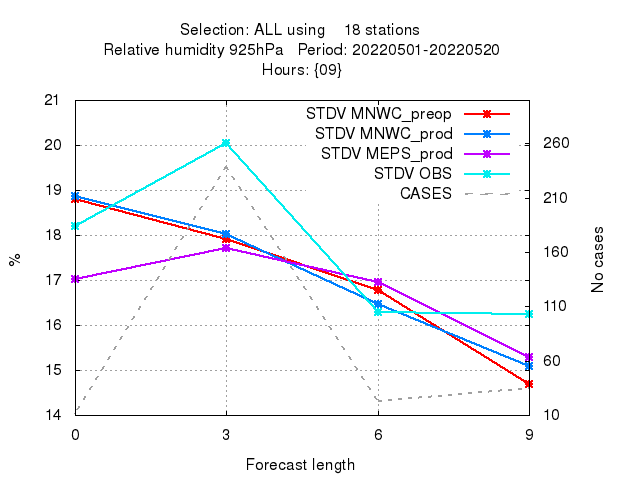 Selection: ALL using    18 stations
Relative humidity 925hPa   Period: 20220501-20220520
Hours: {09}
21
20
19
18
17
16
15
14
%
STDV MNWC_preop
STDV MNWC_prod
STDV MEPS_prod
STDV OBS
CASES
260
210
160
110
60
10
No cases
0 3 6 9
Forecast length